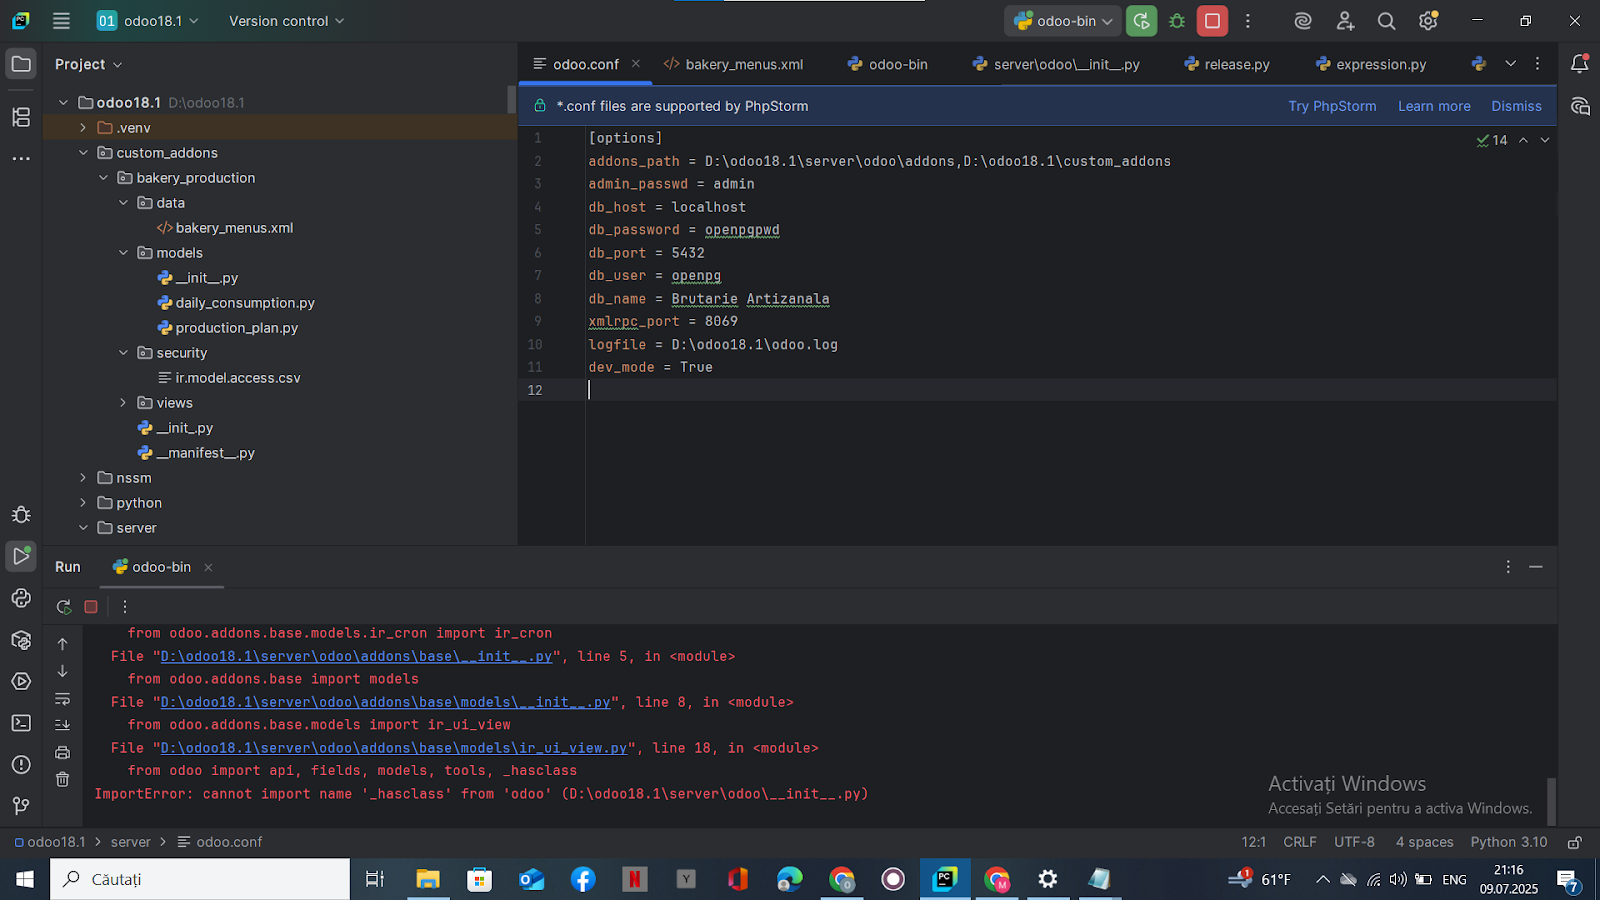 PC
01 odoo18.1 Version control odoo-bin
Project
odoo.conf bakery_menus.xml odoo-bin server\odoo\__init__.py release.py expression.py
odoo18.1 D:\odoo18.1
.venv
custom_addons
bakery_production
data
bakery_menus.xml
models
__init__.py
daily_consumption.py
production_plan.py
security
ir.model.access.csv
views
__init_.py
__manifest__.py
nssm
python
server
*.conf files are supported by PhpStorm Try PhpStorm Learn more Dismiss
14
1 [options]
2 addons_path = D:\odoo18.1\server\odoo\addons,D:\odoo18.1\custom_addons
3 admin_passwd = admin
4 db_host = localhost
5 db_password = openpgpwd
6 db_port = 5432
7 db_user = openpg
8 db_name = Brutarie Artizanala
9 xmlrpc_port = 8069
10 logfile = D:\odoo18.1\odoo.log
11 dev_mode = True
12
Run odoo-bin
from odoo.addons.base.models.ir_cron import ir_cron
File "D:\odoo18.1\server\odoo\addons\base\__init__.py", line 5, in <module>
from odoo.addons.base import models
File "D:\odoo18.1\server\odoo\addons\base\models\__init__.py", line 8, in <module>
from odoo.addons.base.models import ir_ui_view
File "D:\odoo18.1\server\odoo\addons\base\models\ir_ui_view.py", line 18, in <module>
from odoo import api, fields, models, tools, _hasclass
ImportError: cannot import name '_hasclass' from 'odoo' (D:\odoo18.1\server\odoo\__init__.py)
Activați Windows
Accesați Setări pentru a activa Windows.
odoo18.1 server odoo.conf
12:1 CRLF UTF-8 4 spaces Python 3.10
Căutați
N Y PC O M 1 61°F ENG
21:16
09.07.2025
7